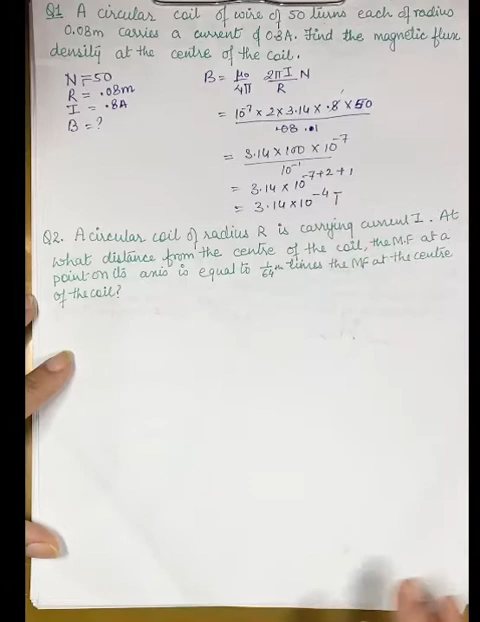 Q1 A circular coil of wire of 50 turns each of radius
0.08m carries a current of 0.8A. Find the magnetic flux
density at the centre of the coil.
N = 50
R = .08m
I = .8A
B = ?
B = μ0/4π 2πI/R N
= 10⁻⁷ × 2 × 3.14 × .8 × 50 / .08 .01
= 3.14 × 100 × 10⁻⁷ / 10⁻¹
= 3.14 × 10⁻⁷⁺²⁺¹
= 3.14 × 10⁻⁴ T
Q2. A circular coil of radius R is carrying current I. At
what distance from the centre of the coil, the M.F at a
point on its axis is equal to 1/64 th times the MF at the centre
of the coil?